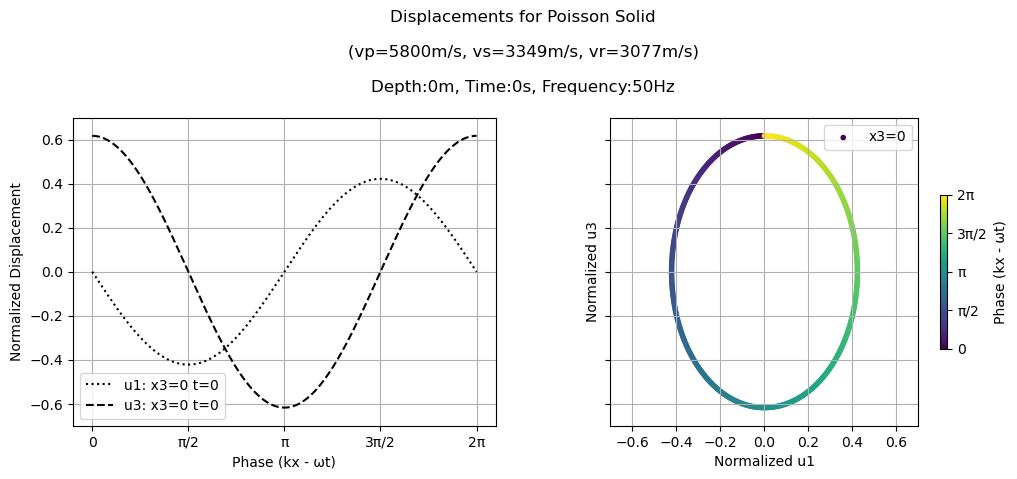 Displacements for Poisson Solid
(vp=5800m/s, vs=3349m/s, vr=3077m/s)
Depth:0m, Time:0s, Frequency:50Hz
Normalized Displacement
0.6
0.4
0.2
0.0
−0.2
−0.4
−0.6
u1: x3=0 t=0
u3: x3=0 t=0
0 π/2 π 3π/2 2π
Phase (kx - ωt)
Normalized u3
x3=0
−0.6 −0.4 −0.2 0.0 0.2 0.4 0.6
Normalized u1
2π
3π/2
π
π/2
0
Phase (kx - ωt)